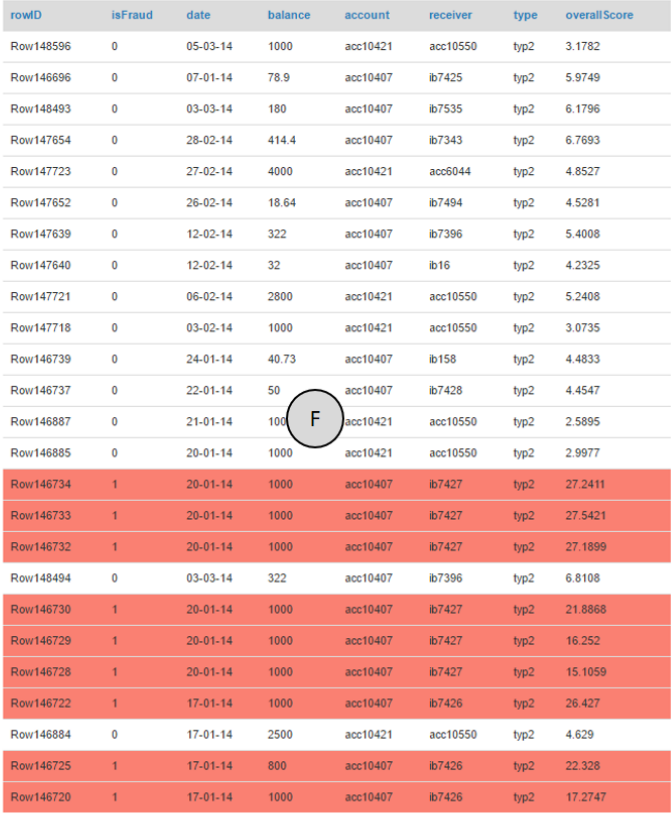 rowID isFraud date balance account receiver type overallScore
Row148596 0 05-03-14 1000 acc10421 acc10550 typ2 3.1782
Row146696 0 07-01-14 78.9 acc10407 ib7425 typ2 5.9749
Row148493 0 03-03-14 180 acc10407 ib7535 typ2 6.1796
Row147654 0 28-02-14 414.4 acc10407 ib7343 typ2 6.7693
Row147723 0 27-02-14 4000 acc10421 acc6044 typ2 4.8527
Row147652 0 26-02-14 18.64 acc10407 ib7494 typ2 4.5281
Row147639 0 12-02-14 322 acc10407 ib7396 typ2 5.4008
Row147640 0 12-02-14 32 acc10407 ib16 typ2 4.2325
Row147721 0 06-02-14 2800 acc10421 acc10550 typ2 5.2408
Row147718 0 03-02-14 1000 acc10421 acc10550 typ2 3.0735
Row146739 0 24-01-14 40.73 acc10407 ib158 typ2 4.4833
Row146737 0 22-01-14 50 acc10407 ib7428 typ2 4.4547
Row146887 0 21-01-14 F acc10421 acc10550 typ2 2.5895
Row146885 0 20-01-14 1000 acc10421 acc10550 typ2 2.9977
Row146734 1 20-01-14 1000 acc10407 ib7427 typ2 27.2411
Row146733 1 20-01-14 1000 acc10407 ib7427 typ2 27.5421
Row146732 1 20-01-14 1000 acc10407 ib7427 typ2 27.1899
Row148494 0 03-03-14 322 acc10407 ib7396 typ2 6.8108
Row146730 1 20-01-14 1000 acc10407 ib7427 typ2 21.8868
Row146729 1 20-01-14 1000 acc10407 ib7427 typ2 16.252
Row146728 1 20-01-14 1000 acc10407 ib7427 typ2 15.1059
Row146722 1 17-01-14 1000 acc10407 ib7426 typ2 26.427
Row146884 0 17-01-14 2500 acc10421 acc10550 typ2 4.629
Row146725 1 17-01-14 800 acc10407 ib7426 typ2 22.328
Row146720 1 17-01-14 1000 acc10407 ib7426 typ2 17.2747